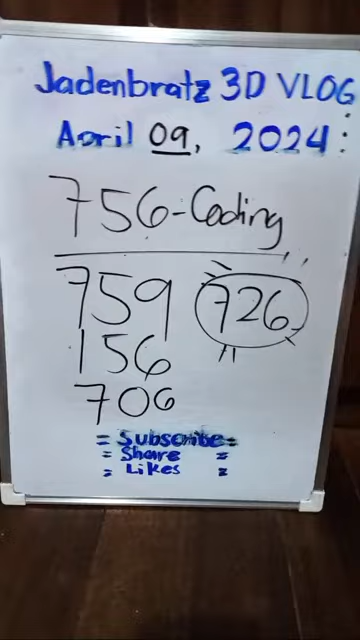 Jadenbratz 3D VLOG
April 09, 2024:
756-Coding
759 726
156
706
= Subscribe=
= Share =
= Likes =